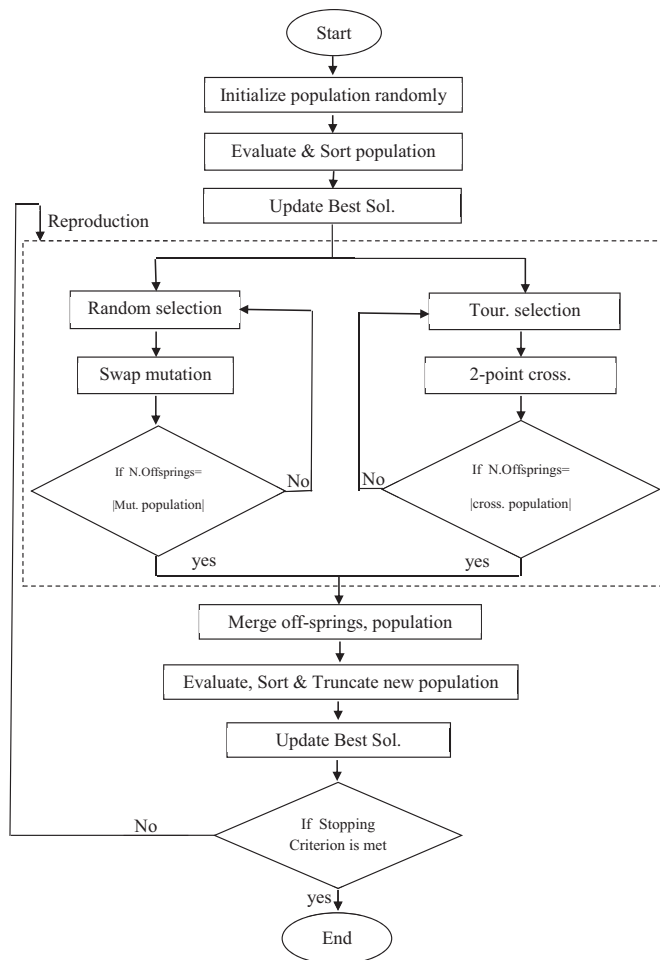 Start
Initialize population randomly
Evaluate & Sort population
Update Best Sol.
Reproduction
Random selection
Tour. selection
Swap mutation
2-point cross.
If N.Offsprings=
|Mut. population|
No
If N.Offsprings=
|cross. population|
No
yes
yes
Merge off-springs, population
Evaluate, Sort & Truncate new population
Update Best Sol.
If Stopping
Criterion is met
No
yes
End